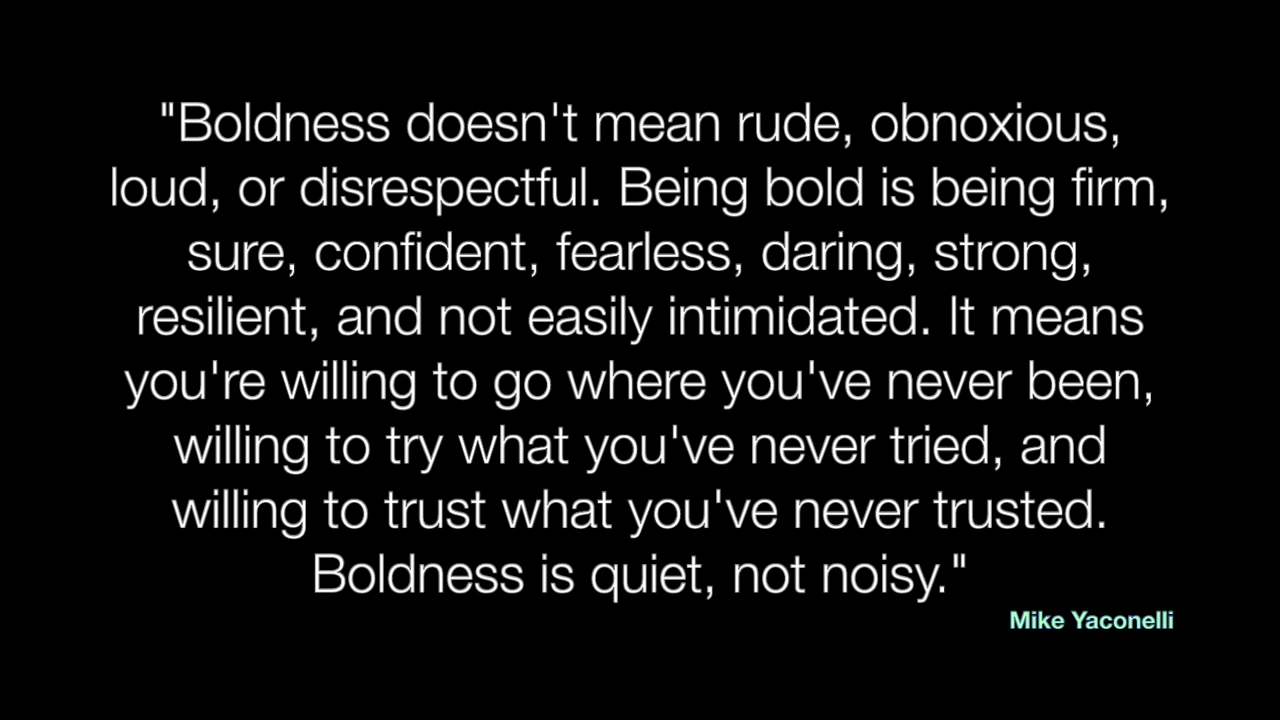 "Boldness doesn't mean rude, obnoxious,
loud, or disrespectful. Being bold is being firm,
sure, confident, fearless, daring, strong,
resilient, and not easily intimidated. It means
you're willing to go where you've never been,
willing to try what you've never tried, and
willing to trust what you've never trusted.
Boldness is quiet, not noisy."
Mike Yaconelli